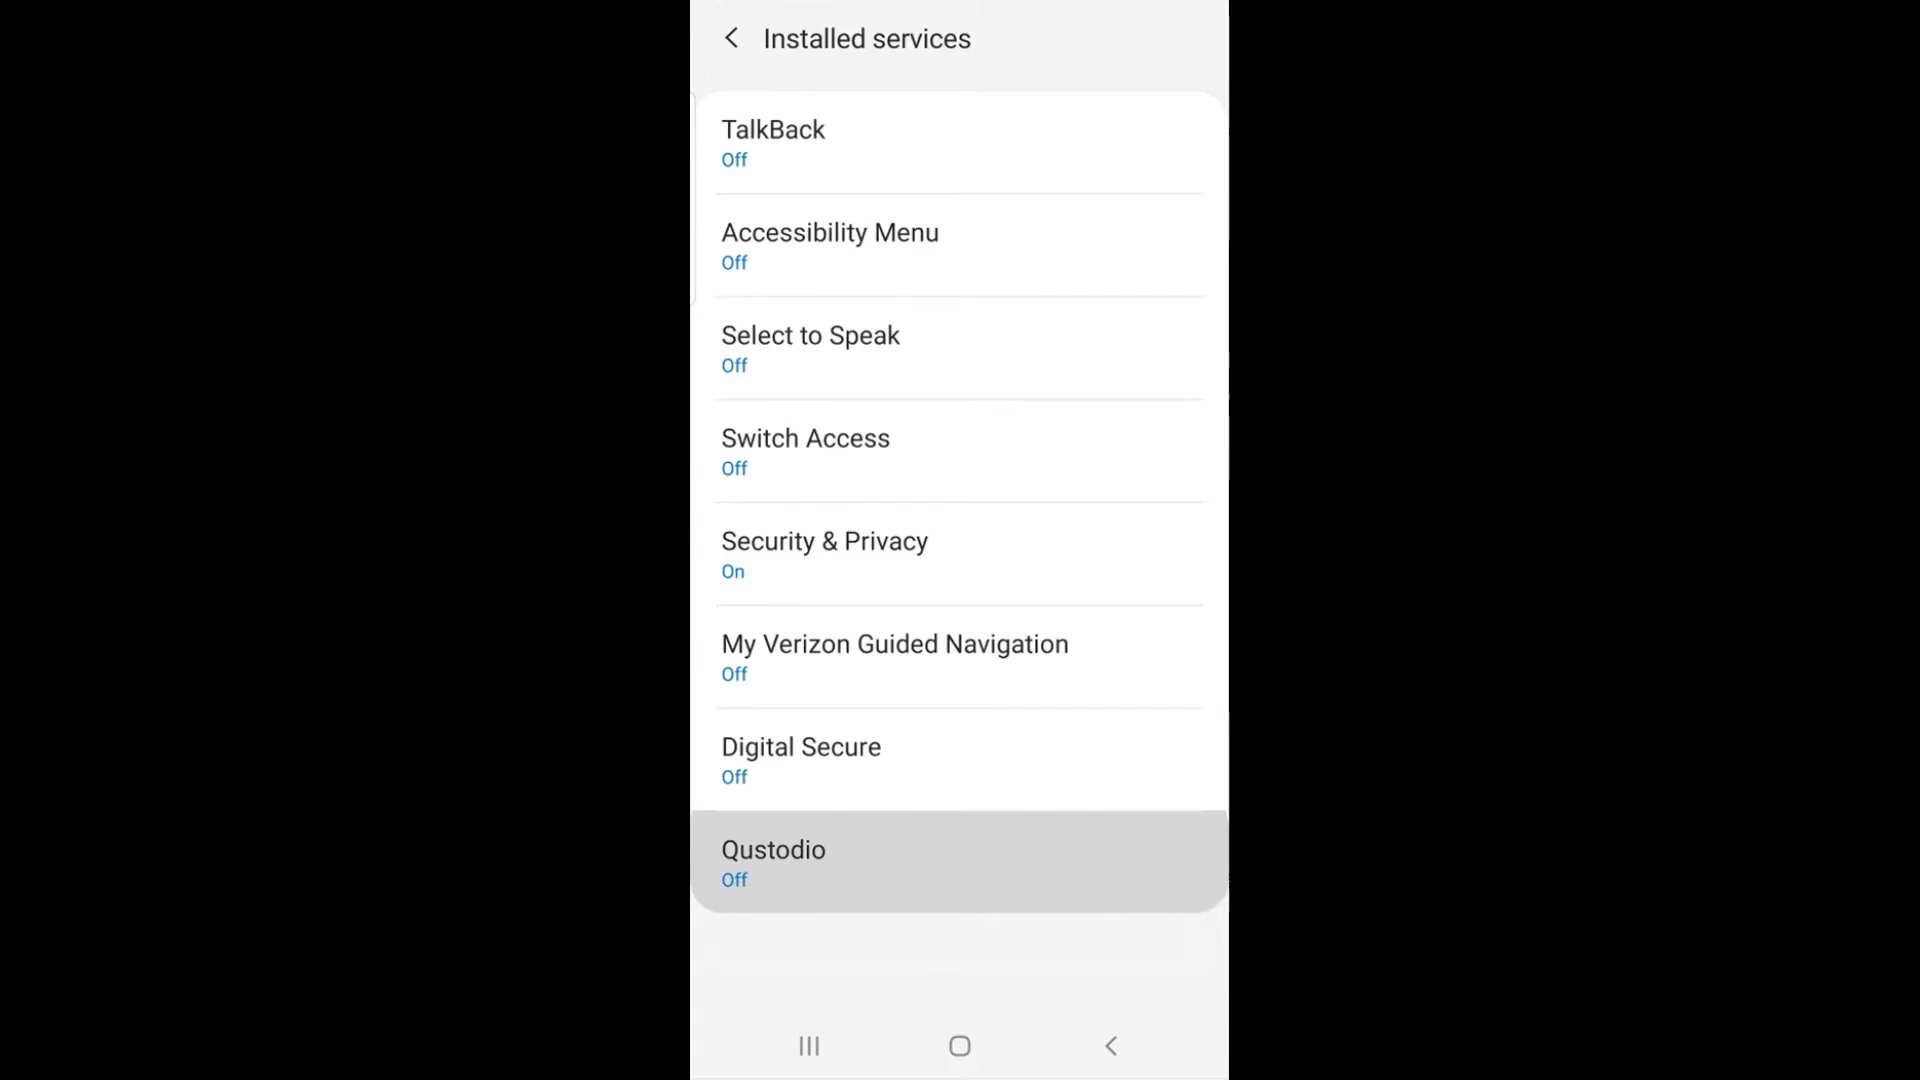 Installed services
TalkBack
Off
Accessibility Menu
Off
Select to Speak
Off
Switch Access
Off
Security & Privacy
On
My Verizon Guided Navigation
Off
Digital Secure
Off
Qustodio
Off